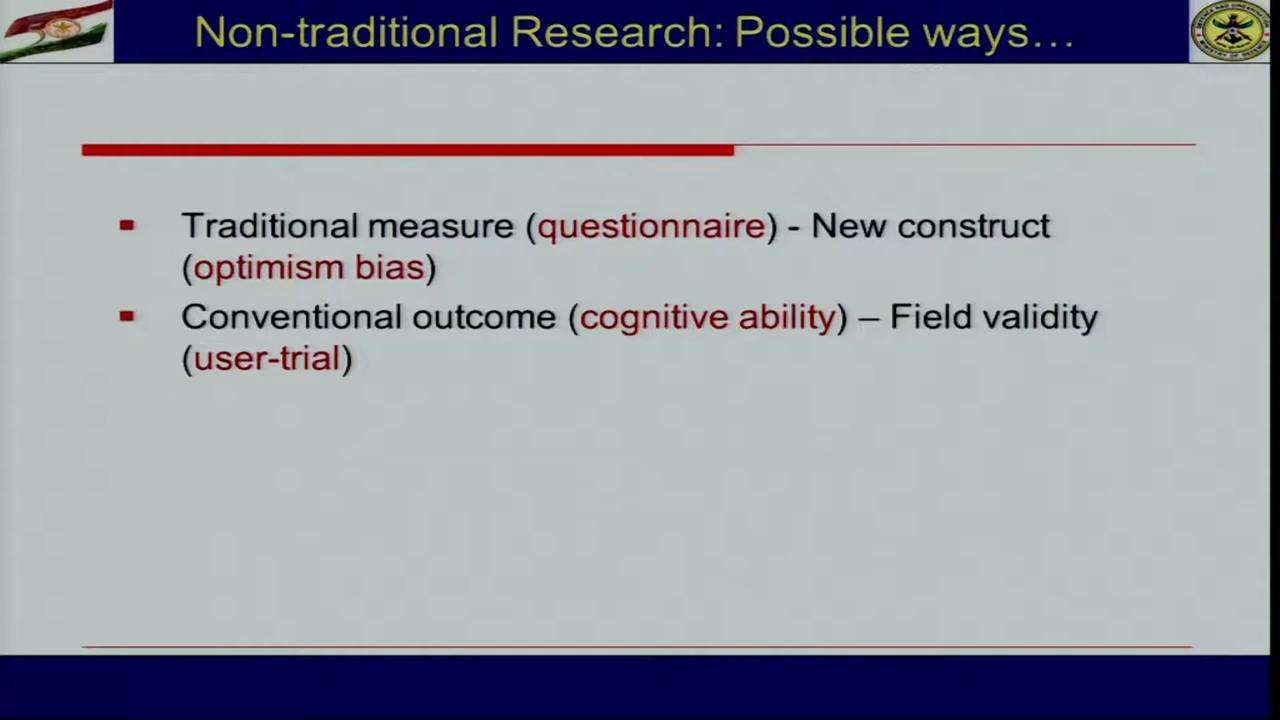 Non-traditional Research: Possible ways…
Traditional measure (questionnaire) - New construct
(optimism bias)
Conventional outcome (cognitive ability) – Field validity
(user-trial)